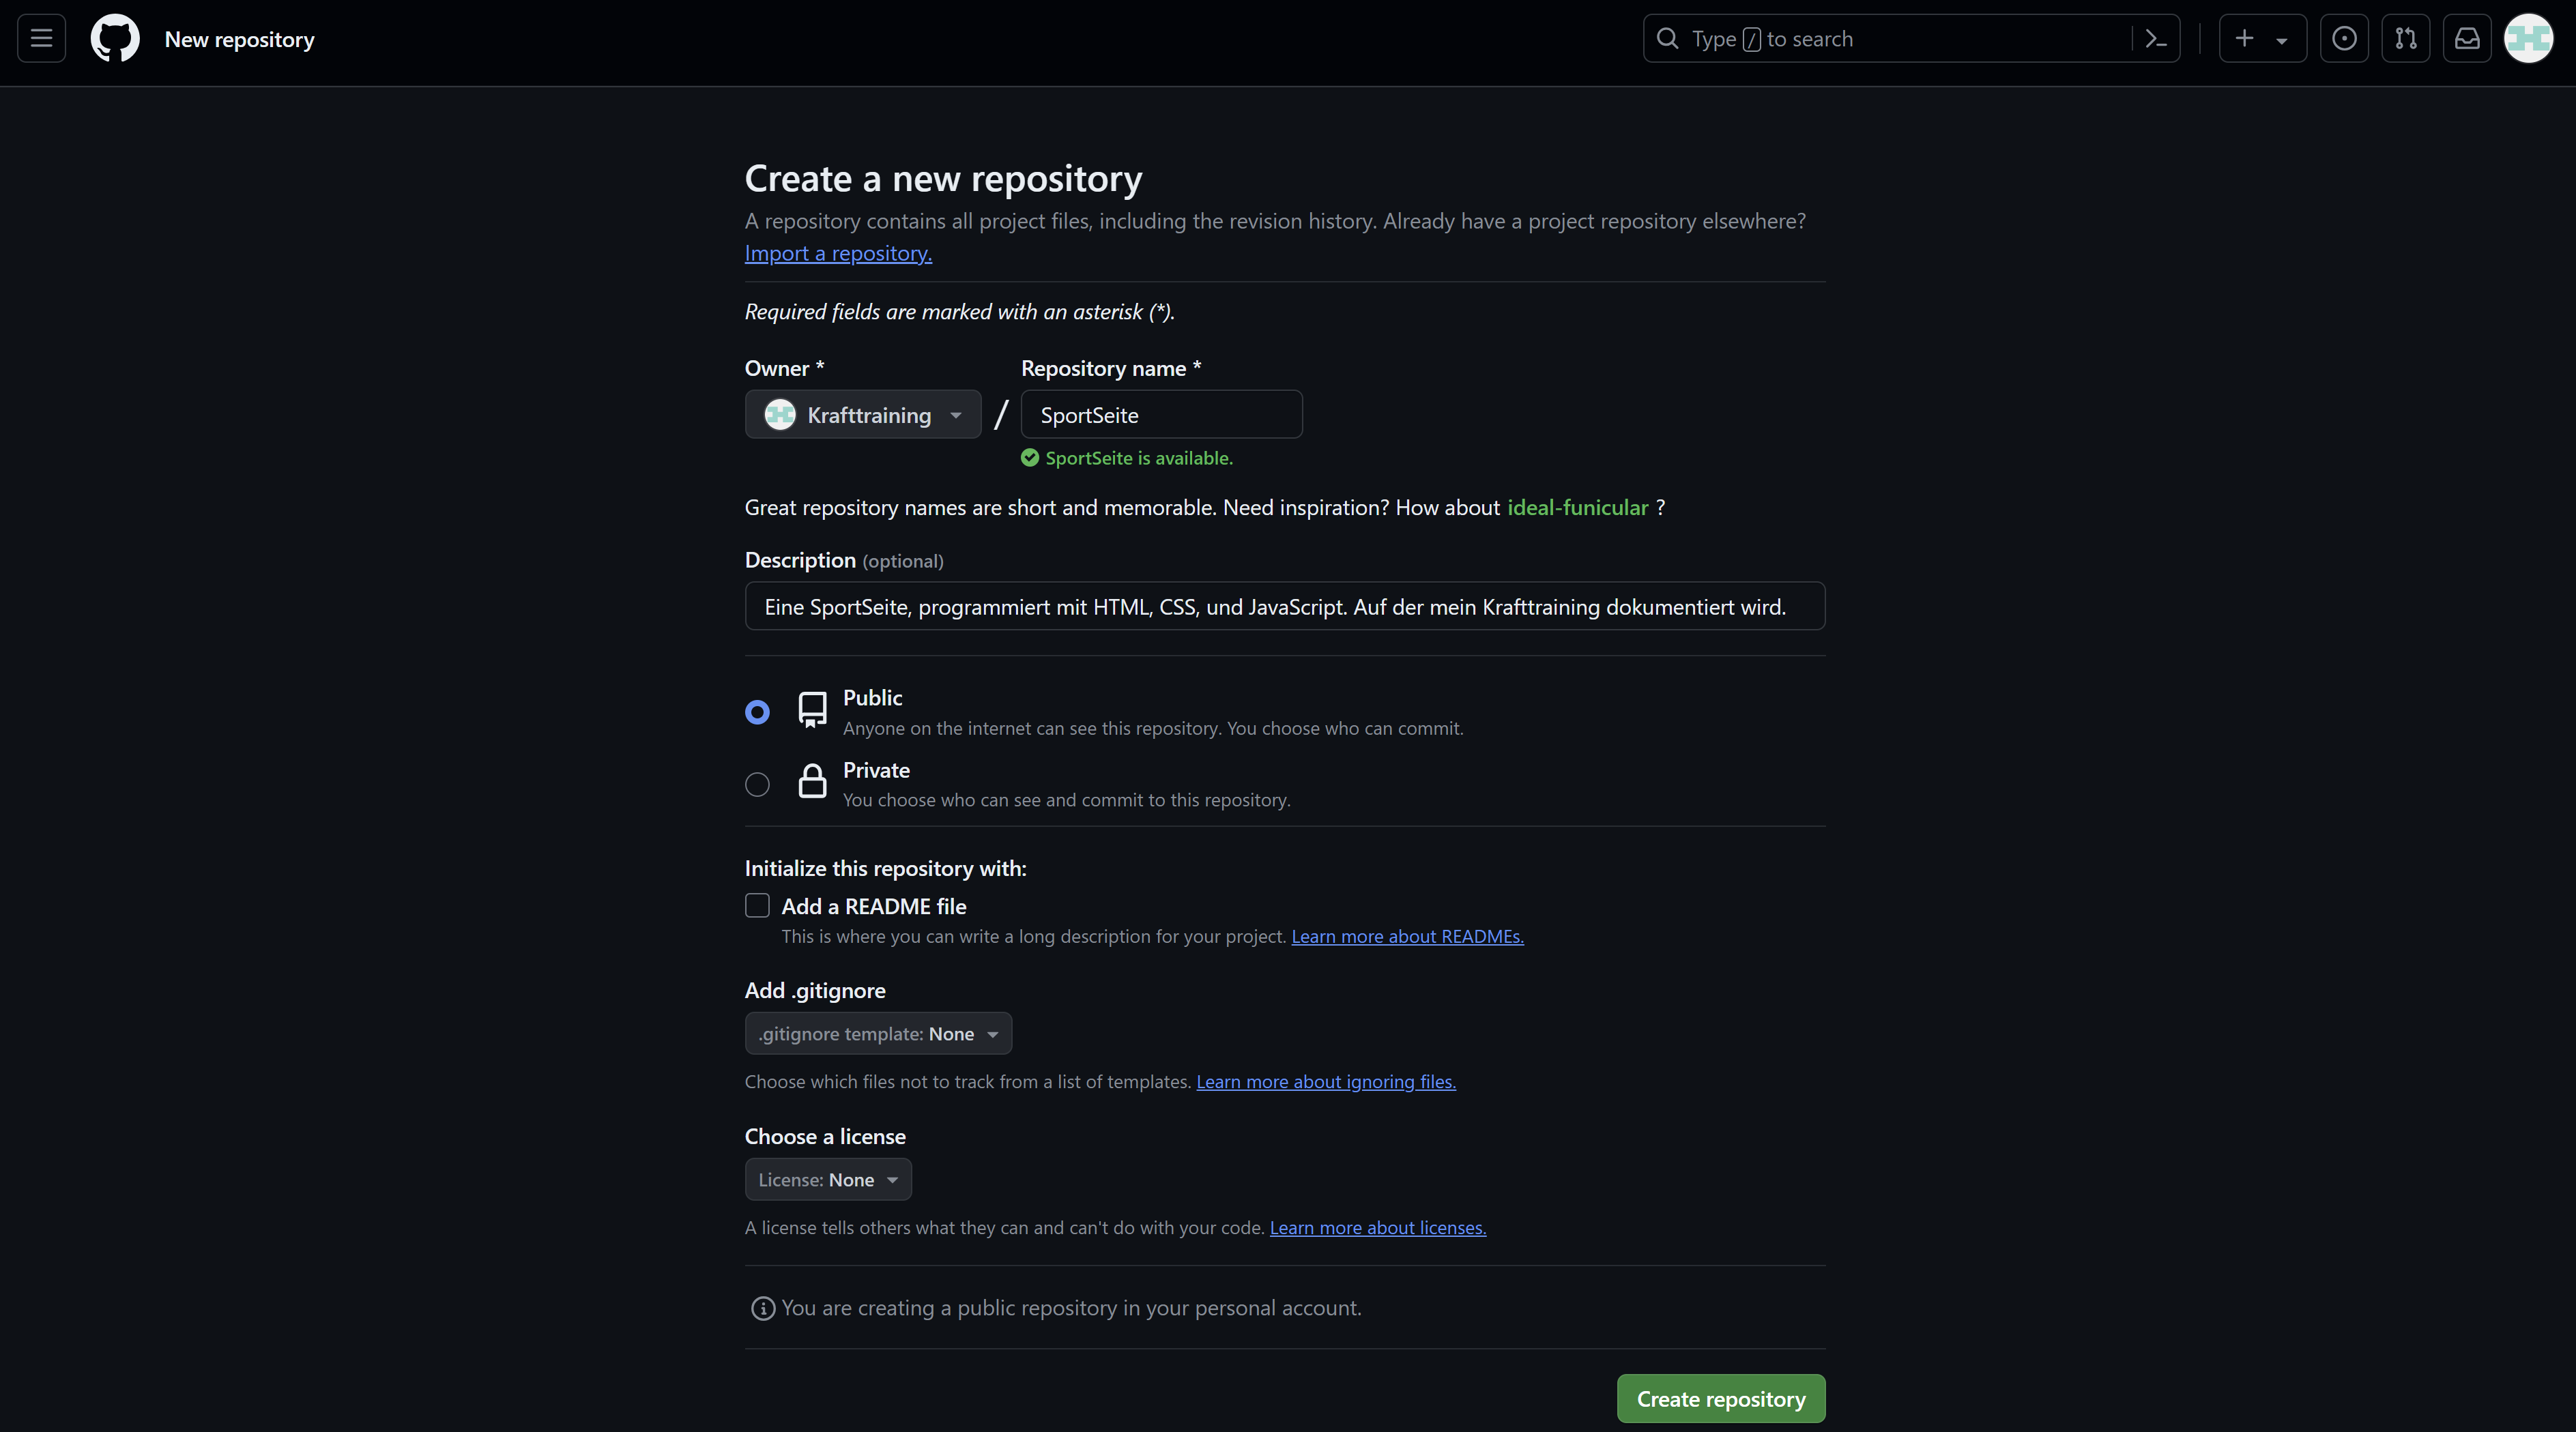 New repository
Type / to search
Create a new repository
A repository contains all project files, including the revision history. Already have a project repository elsewhere?
Import a repository.
Required fields are marked with an asterisk (*).
Owner * Repository name *
Krafttraining / SportSeite
SportSeite is available.
Great repository names are short and memorable. Need inspiration? How about ideal-funicular ?
Description (optional)
Eine SportSeite, programmiert mit HTML, CSS, und JavaScript. Auf der mein Krafttraining dokumentiert wird.
Public
Anyone on the internet can see this repository. You choose who can commit.
Private
You choose who can see and commit to this repository.
Initialize this repository with:
Add a README file
This is where you can write a long description for your project. Learn more about READMEs.
Add .gitignore
.gitignore template: None
Choose which files not to track from a list of templates. Learn more about ignoring files.
Choose a license
License: None
A license tells others what they can and can't do with your code. Learn more about licenses.
You are creating a public repository in your personal account.
Create repository